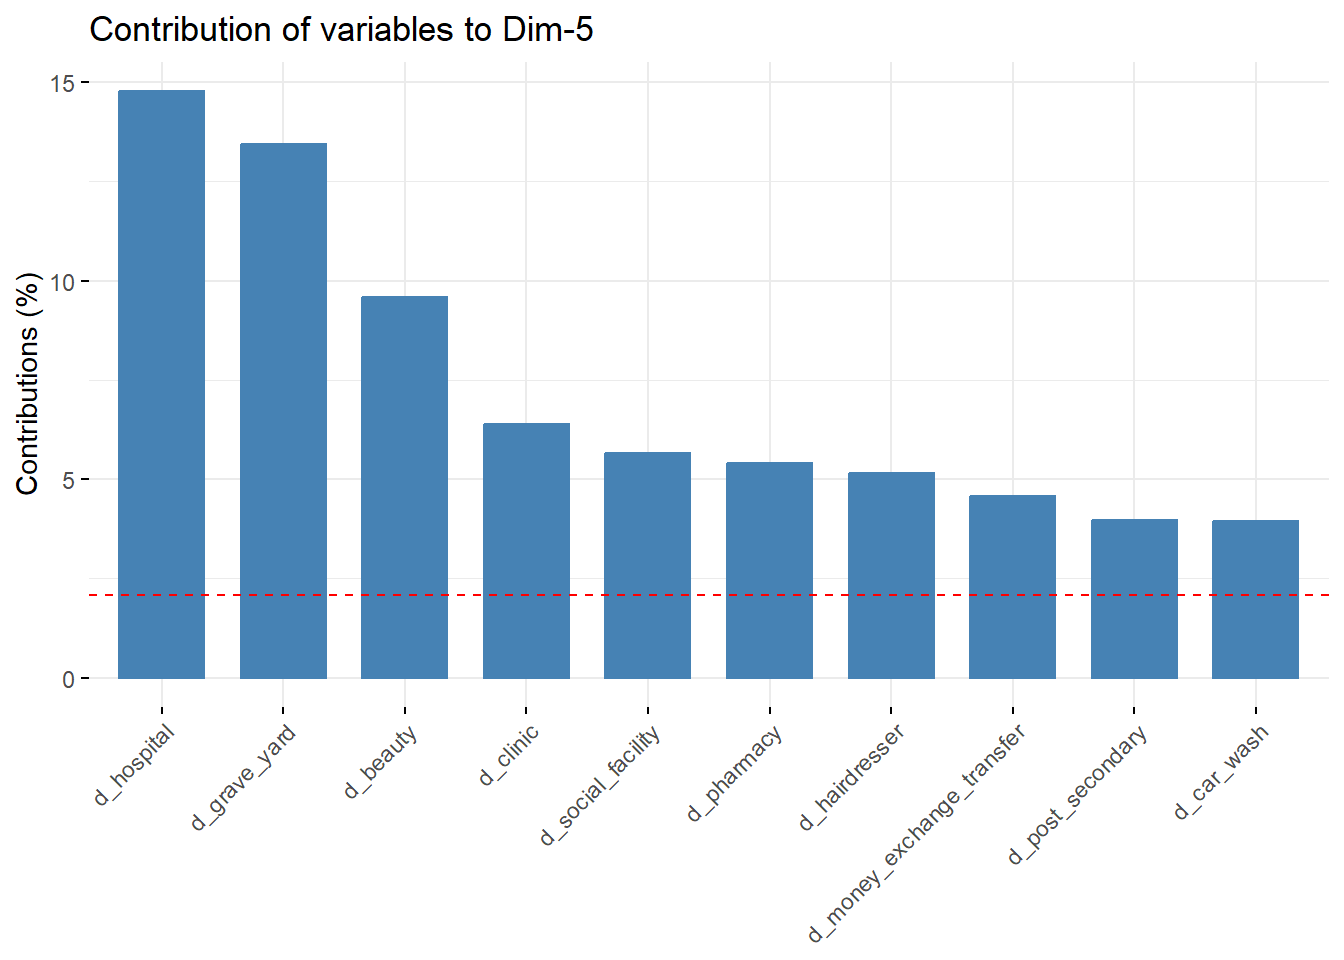 Contribution of variables to Dim-5
Contributions (%)
15
10
5
0
d_hospital
d_grave_yard
d_beauty
d_clinic
d_social_facility
d_pharmacy
d_hairdresser
d_money_exchange_transfer
d_post_secondary
d_car_wash